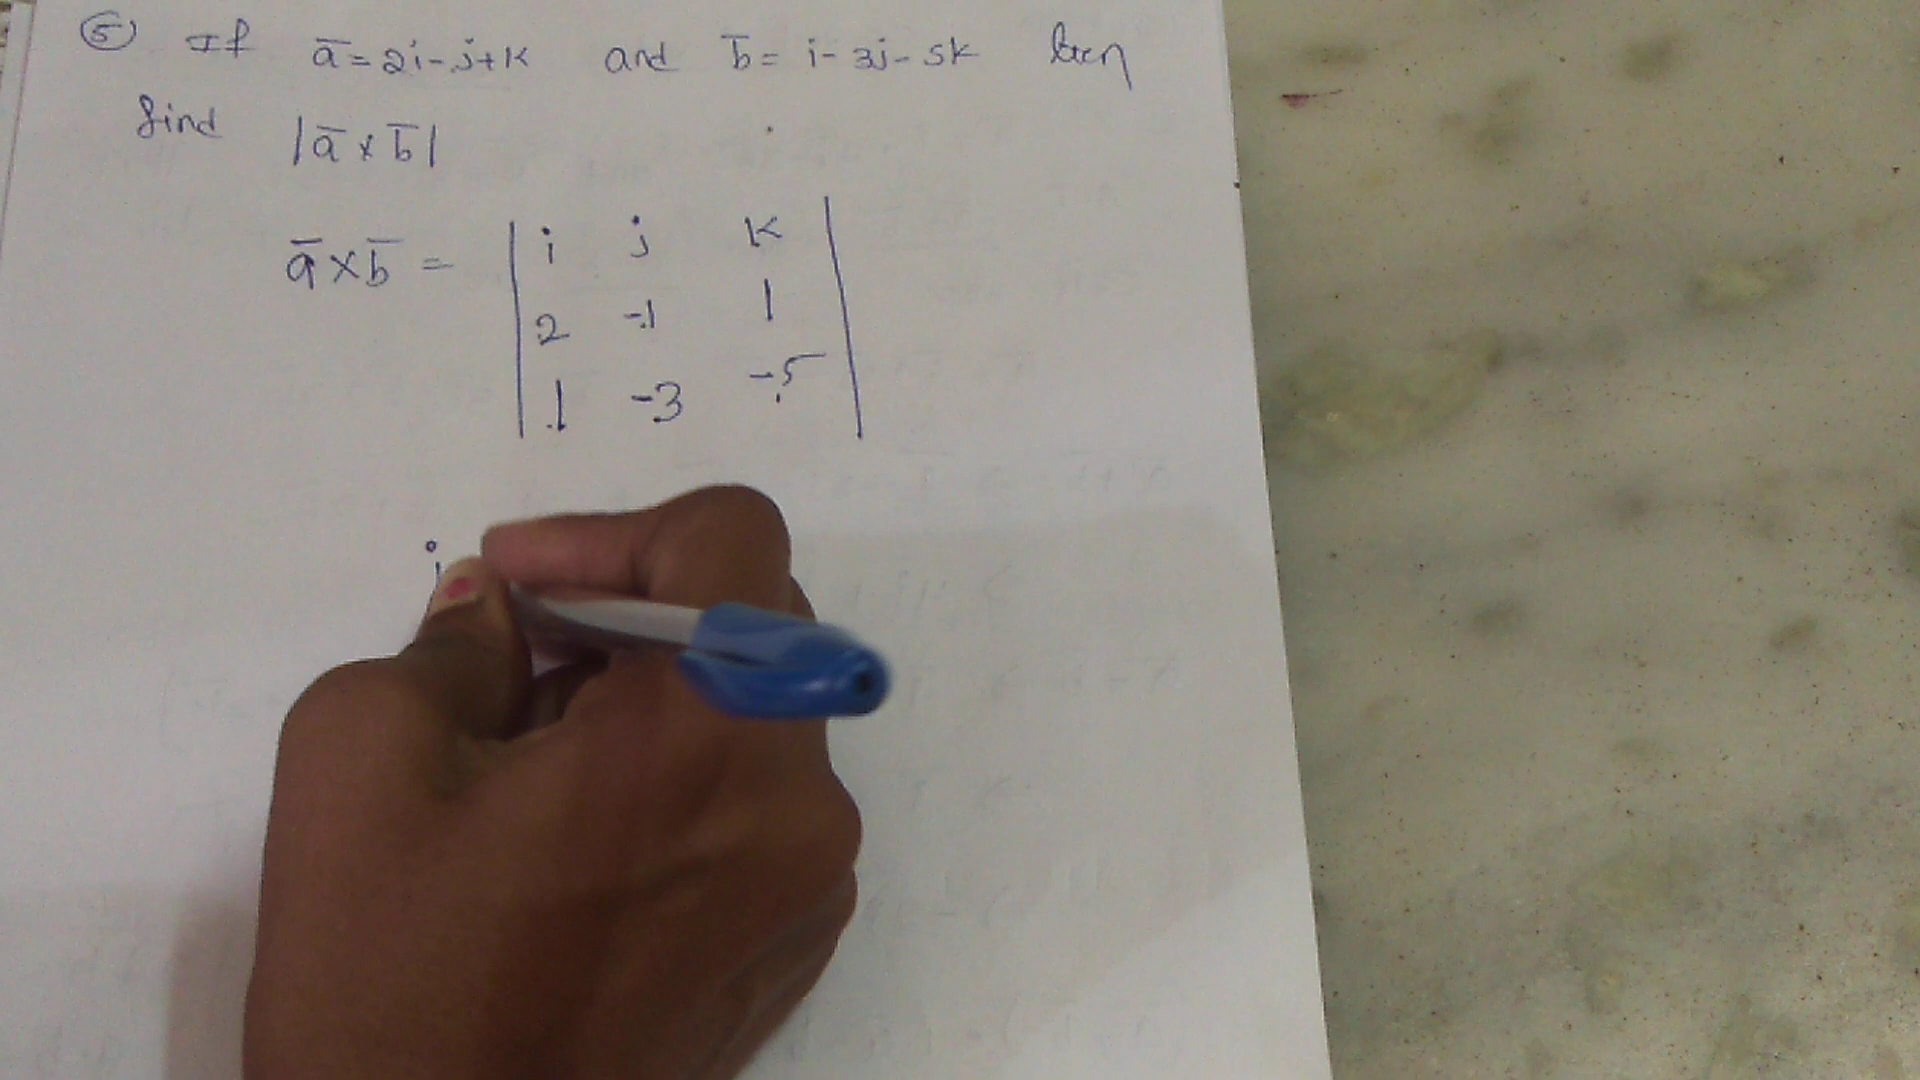 ⑤ If a̅ = 2i - j + k and b̅ = i - 3j - 5k then
find |a̅ × b̅|
a̅ × b̅ = | i j k |
| 2 -1 1 |
| 1 -3 -5 |
i